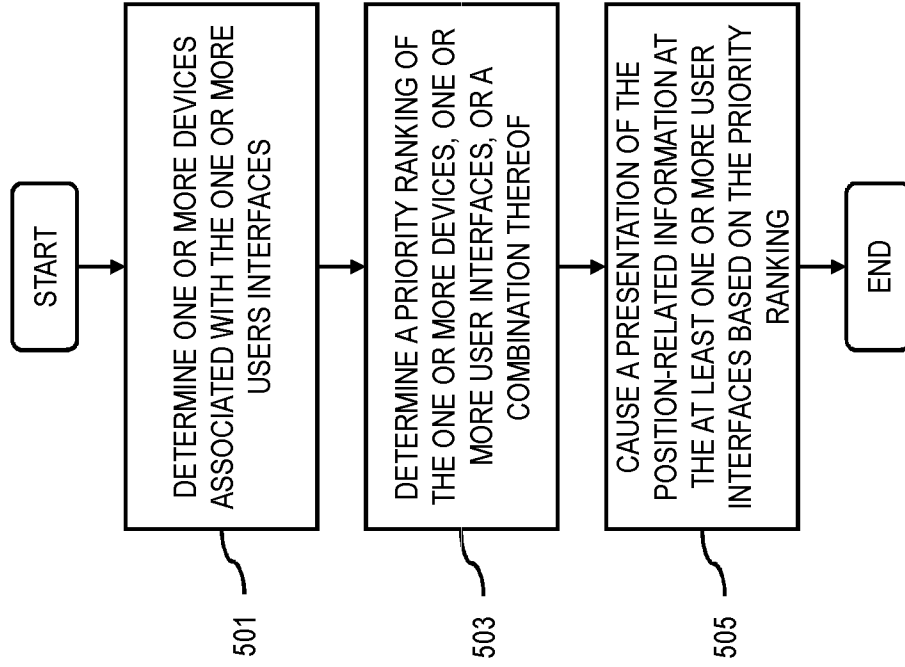 START
DETERMINE ONE OR MORE DEVICES
ASSOCIATED WITH THE ONE OR MORE
USERS INTERFACES
501
DETERMINE A PRIORITY RANKING OF
THE ONE OR MORE DEVICES, ONE OR
MORE USER INTERFACES, OR A
COMBINATION THEREOF
503
CAUSE A PRESENTATION OF THE
POSITION-RELATED INFORMATION AT
THE AT LEAST ONE OR MORE USER
INTERFACES BASED ON THE PRIORITY
RANKING
505
END